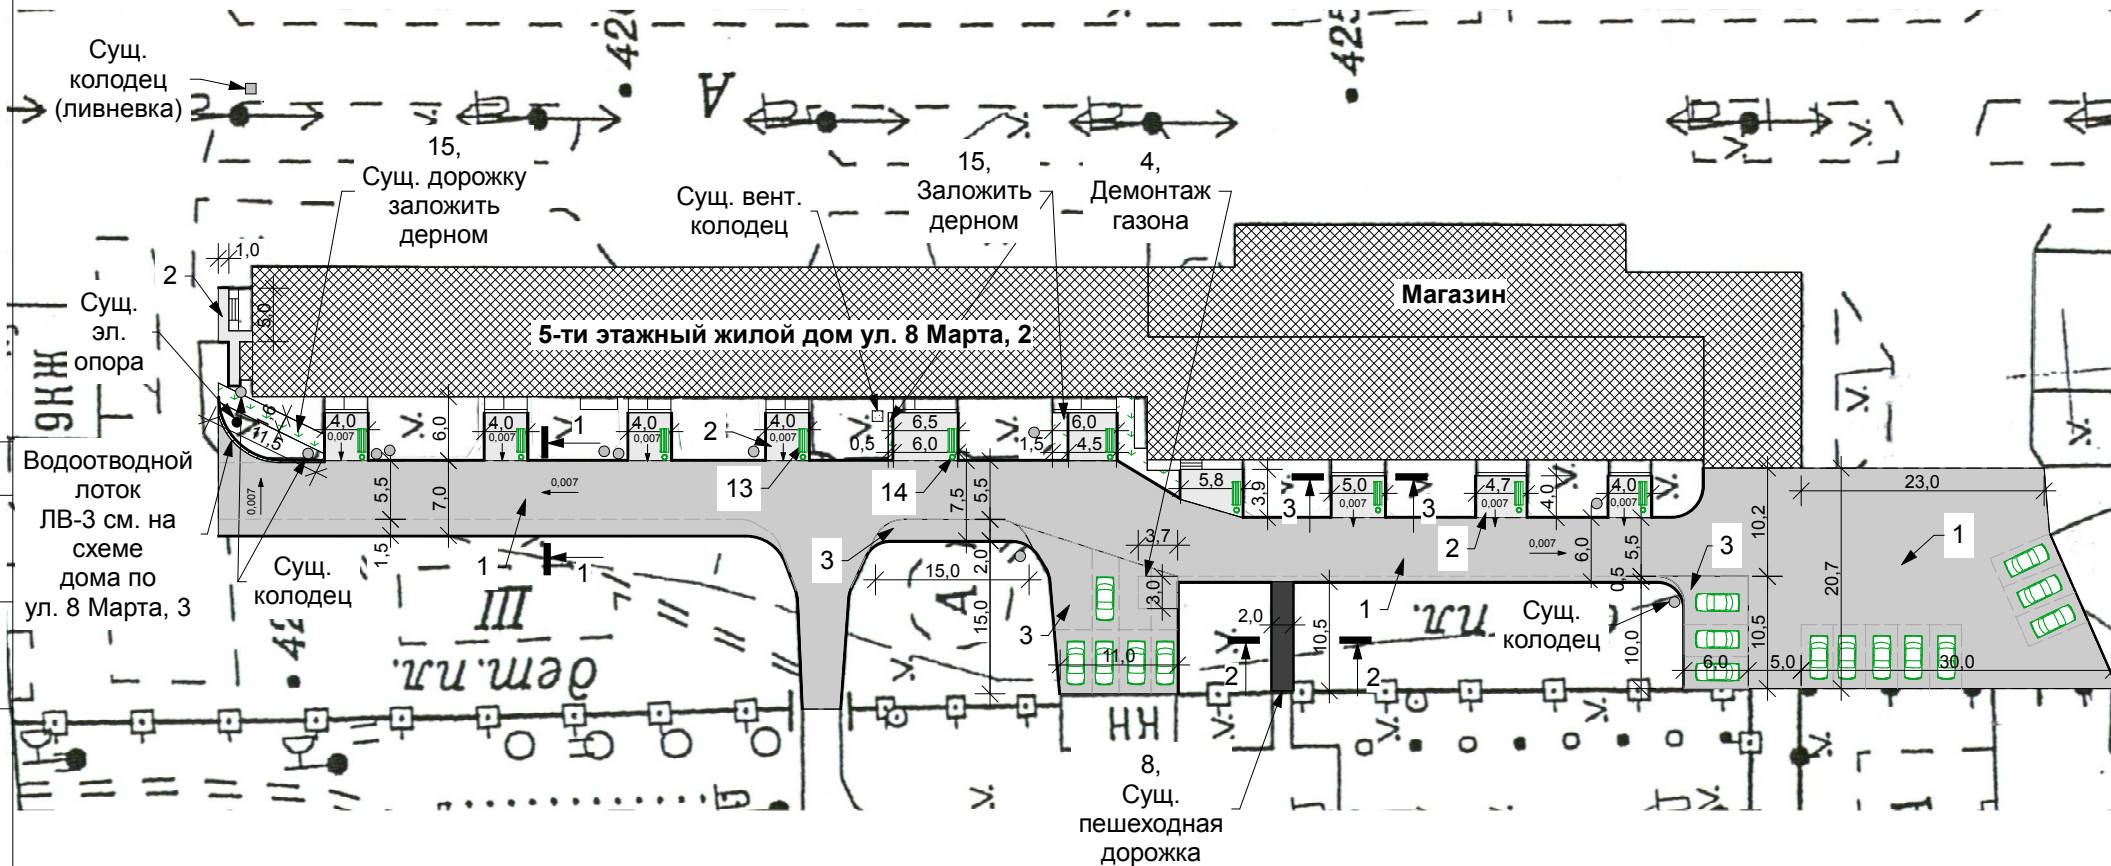 Сущ.
колодец
(ливневка)
425
А
15,
Сущ. дорожку
заложить
дерном
Сущ. вент.
колодец
15,
Заложить
дерном
4,
Демонтаж
газона
1,0
2
5,0
Сущ.
эл.
опора
9КЖ
Магазин
5-ти этажный жилой дом ул. 8 Марта, 2
11,5
4,0
0,007
6,0
4,0
0,007
1
4,0
0,007
2
4,0
0,007
0,5
6,5
6,0
1,5
6,0
4,5
5,8
3,9
3
5,0
0,007
3
4,7
0,007
4,0
4,0
0,007
23,0
Водоотводной
лоток
ЛВ-3 см. на
схеме
дома по
ул. 8 Марта, 3
0,007
5,5
7,0
0,007
13
14
7,5
5,5
10,2
1,5
1
1
3
2,0
3,7
2
0,007
6,0
5,5
0,5
3
1
20,7
Сущ.
колодец
15,0
А
15,0
3
3,0
1
Сущ.
колодец
Ш
дет.пл.
пл.
2,0
10,5
2
2
10,0
10,5
11,0
6,0
5,0
30,0
КН
8,
Сущ.
пешеходная
дорожка